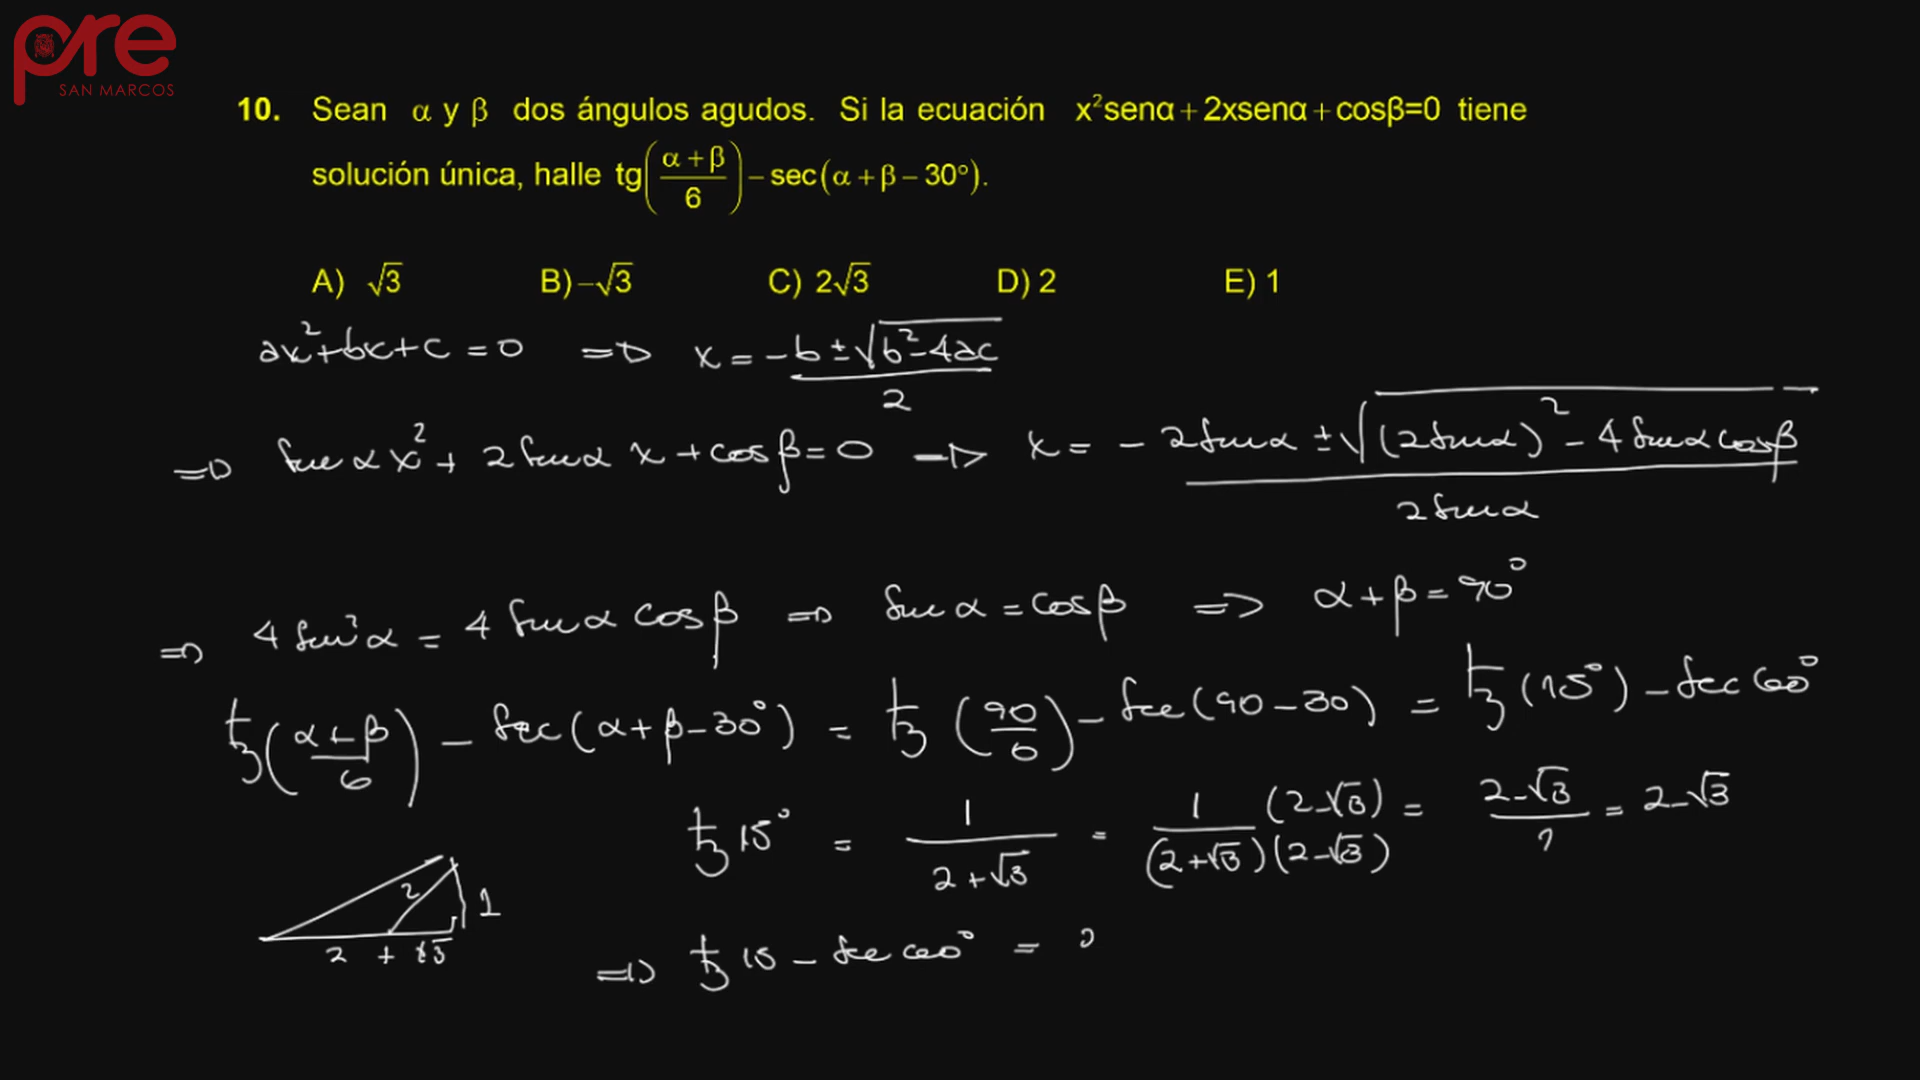 pre
SAN MARCOS
10. Sean α y β dos ángulos agudos. Si la ecuación x²senα + 2xsenα + cosβ=0 tiene
solución única, halle tg((α+β)/6) – sec(α + β – 30°).
A) √3 B) –√3 C) 2√3 D) 2 E) 1
ax² + bx + c = 0 ⇒ x = (-b ± √(b² - 4ac))/2
⇒ senα x² + 2senα x + cosβ = 0 → x = (-2senα ± √((2senα)² - 4senα cosβ))/(2senα)
⇒ 4sen²α = 4senα cosβ ⇒ senα = cosβ ⇒ α + β = 90°
tg((α+β)/6) - sec(α + β - 30°) = tg(90/6) - sec(90 - 30) = tg(15°) - sec 60°
tg 15° = 1/(2+√3) = 1 (2-√3)/((2+√3)(2-√3)) = (2-√3)/1 = 2-√3
2 1
2 + √3
⇒ tg 15 - sec 60° = 2